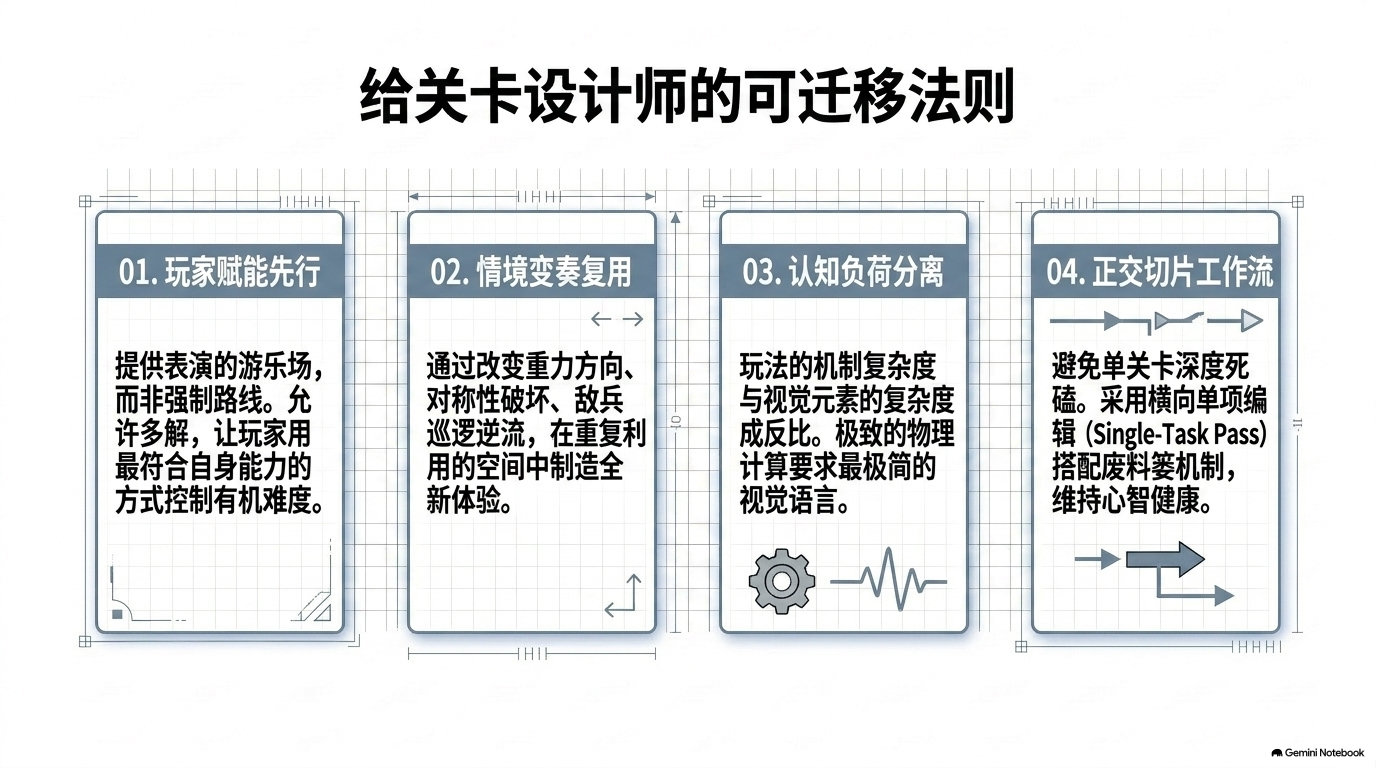 给关卡设计师的可迁移法则
01. 玩家赋能先行
提供表演的游乐场，
而非强制路线。允
许多解，让玩家用
最符合自身能力的
方式控制有机难度。
02. 情境变奏复用
通过改变重力方向、
对称性破坏、敌兵
巡逻逆流，在重复利
用的空间中制造全
新体验。
03. 认知负荷分离
玩法的机制复杂度
与视觉元素的复杂度
成反比。极致的物理
计算要求最极简的
视觉语言。
04. 正交切片工作流
避免单关卡深度死
磕。采用横向单项编
辑 (Single-Task Pass)
搭配废料篓机制，
维持心智健康。
Gemini Notebook